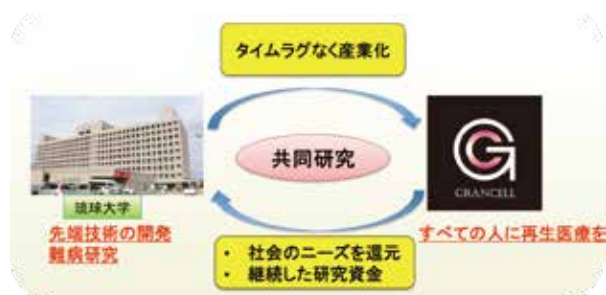 タイムラグなく産業化
共同研究
GRANCELL
琉球大学
先端技術の開発
難病研究
すべての人に再生医療を
・ 社会のニーズを還元
・ 継続した研究資金